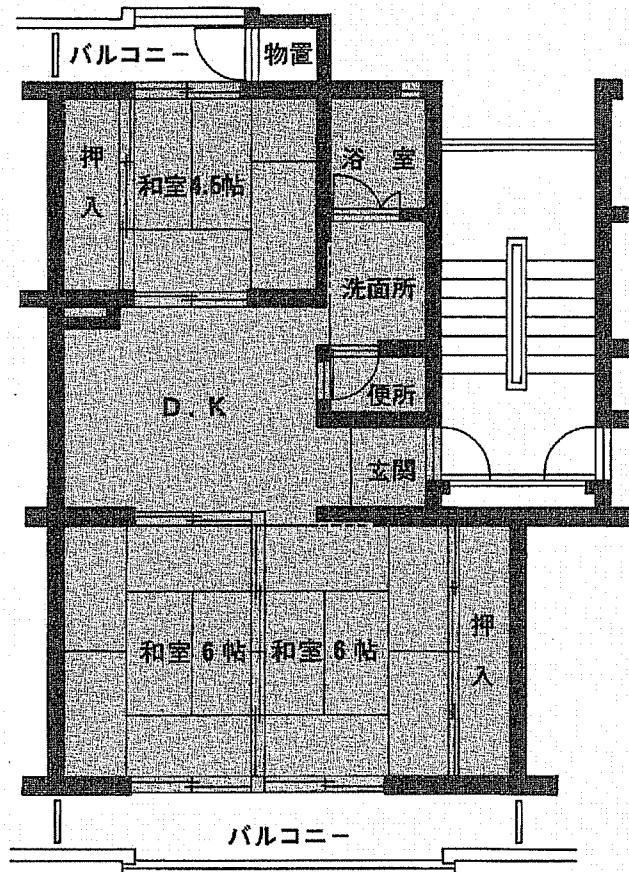 バルコニー
物置
押入
和室4.5帖
浴室
洗面所
D.K
便所
玄関
和室6帖
和室6帖
押入
バルコニー